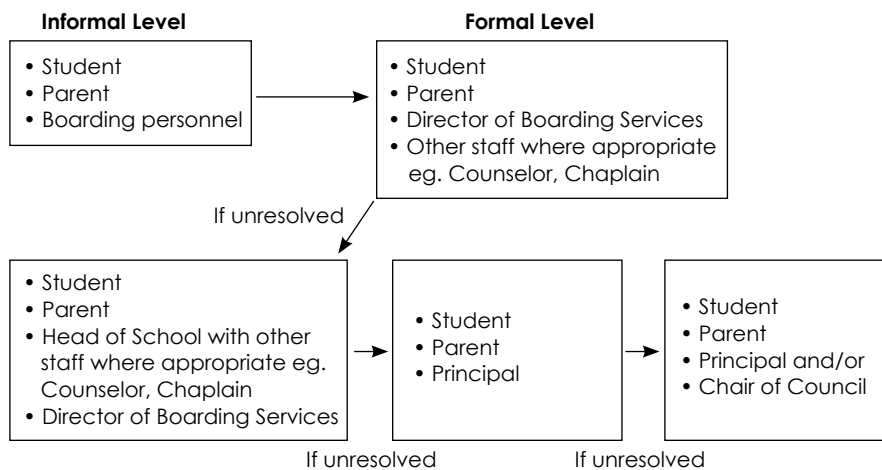 Informal Level
• Student
• Parent
• Boarding personnel
Formal Level
• Student
• Parent
• Director of Boarding Services
• Other staff where appropriate
eg. Counselor, Chaplain
If unresolved
• Student
• Parent
• Head of School with other
staff where appropriate eg.
Counselor, Chaplain
• Director of Boarding Services
If unresolved
• Student
• Parent
• Principal
If unresolved
• Student
• Parent
• Principal and/or
• Chair of Council